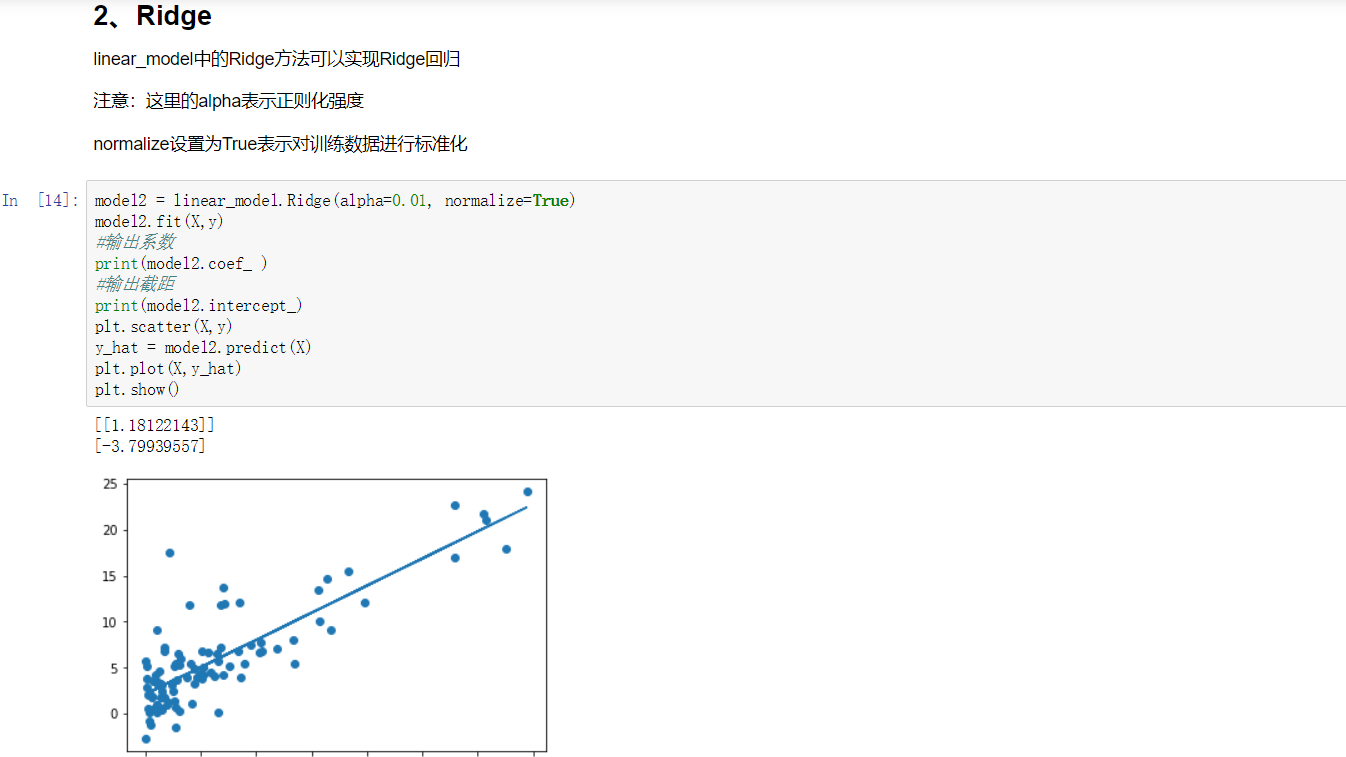 2、Ridge
linear_model中的Ridge方法可以实现Ridge回归
注意：这里的alpha表示正则化强度
normalize设置为True表示对训练数据进行标准化
In [14]: model2 = linear_model.Ridge(alpha=0.01, normalize=True)
model2.fit(X,y)
#输出系数
print(model2.coef_ )
#输出截距
print(model2.intercept_)
plt.scatter(X,y)
y_hat = model2.predict(X)
plt.plot(X,y_hat)
plt.show()
[[1.18122143]]
[-3.79939557]
25
20
15
10
5
0